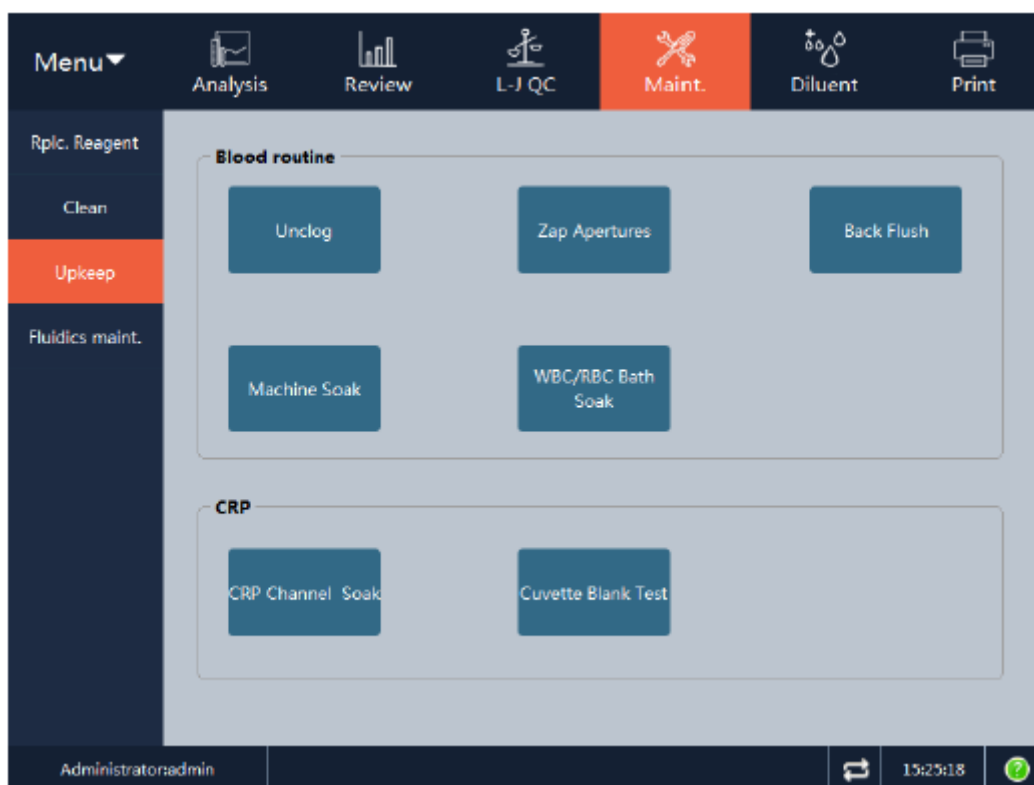 Menu
Analysis
Review
L-J QC
Maint.
Diluent
Print
Rplc. Reagent
Clean
Upkeep
Fluidics maint.
Blood routine
Unclog
Zap Apertures
Back Flush
Machine Soak
WBC/RBC Bath
Soak
CRP
CRP Channel Soak
Cuvette Blank Test
Administrator:admin
15:25:18
?